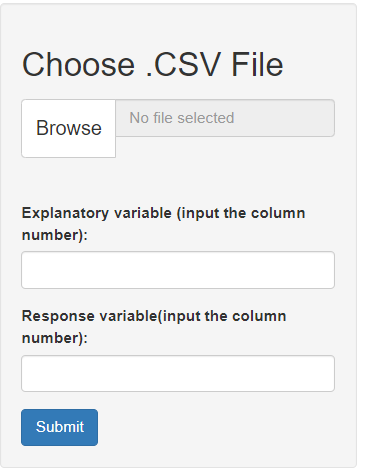 Choose .CSV File
Browse No file selected
Explanatory variable (input the column
number):
Response variable(input the column
number):
Submit